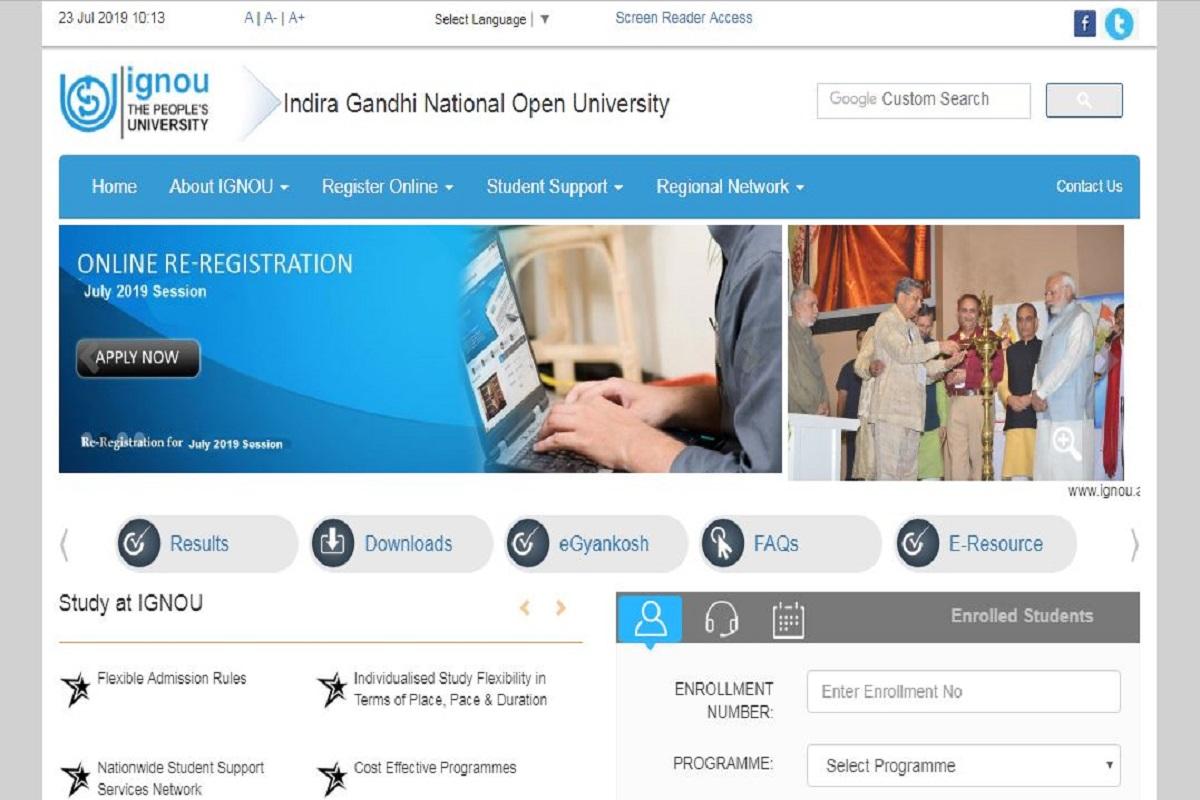 23 Jul 2019 10:13
A | A- | A+
Select Language | ▼
Screen Reader Access
f
t
ignou
THE PEOPLE'S
UNIVERSITY
Indira Gandhi National Open University
Google Custom Search
Home
About IGNOU
Register Online
Student Support
Regional Network
Contact Us
ONLINE RE-REGISTRATION
July 2019 Session
APPLY NOW
Re-Registration for July 2019 Session
www.ignou.a
Results
Downloads
eGyankosh
FAQs
E-Resource
Study at IGNOU
Flexible Admission Rules
Individualised Study Flexibility in
Terms of Place, Pace & Duration
Nationwide Student Support
Services Network
Cost Effective Programmes
Enrolled Students
ENROLLMENT
NUMBER:
Enter Enrollment No
PROGRAMME:
Select Programme